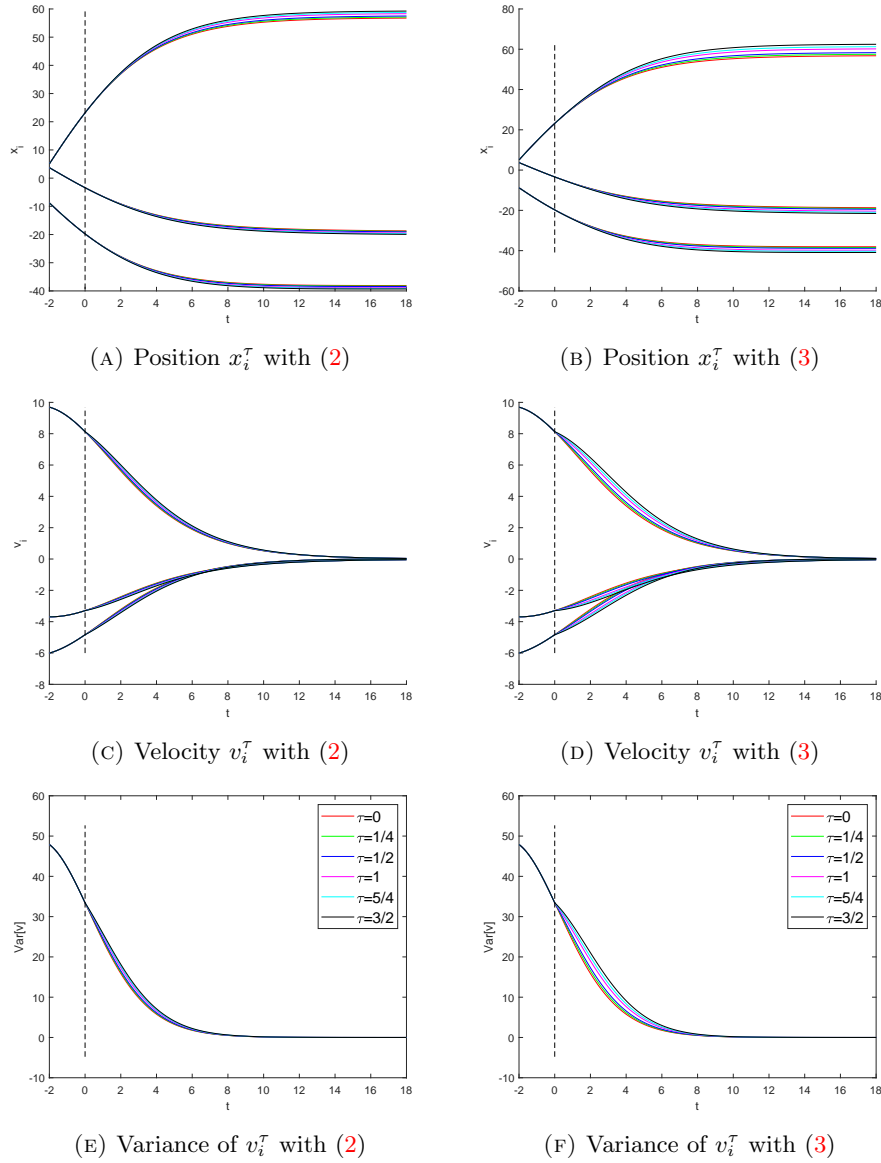 60
50
40
30
20
10
0
-10
-20
-30
-40
x_i
-2 0 2 4 6 8 10 12 14 16 18
t
(A) Position x_i^τ with (2)
80
60
40
20
0
-20
-40
-60
x_i
-2 0 2 4 6 8 10 12 14 16 18
t
(B) Position x_i^τ with (3)
10
8
6
4
2
0
-2
-4
-6
-8
v_i
-2 0 2 4 6 8 10 12 14 16 18
t
(C) Velocity v_i^τ with (2)
10
8
6
4
2
0
-2
-4
-6
-8
v_i
-2 0 2 4 6 8 10 12 14 16 18
t
(D) Velocity v_i^τ with (3)
60
50
40
30
20
10
0
-10
Var[v]
-2 0 2 4 6 8 10 12 14 16 18
t
τ=0
τ=1/4
τ=1/2
τ=1
τ=5/4
τ=3/2
(E) Variance of v_i^τ with (2)
60
50
40
30
20
10
0
-10
Var[v]
-2 0 2 4 6 8 10 12 14 16 18
t
τ=0
τ=1/4
τ=1/2
τ=1
τ=5/4
τ=3/2
(F) Variance of v_i^τ with (3)